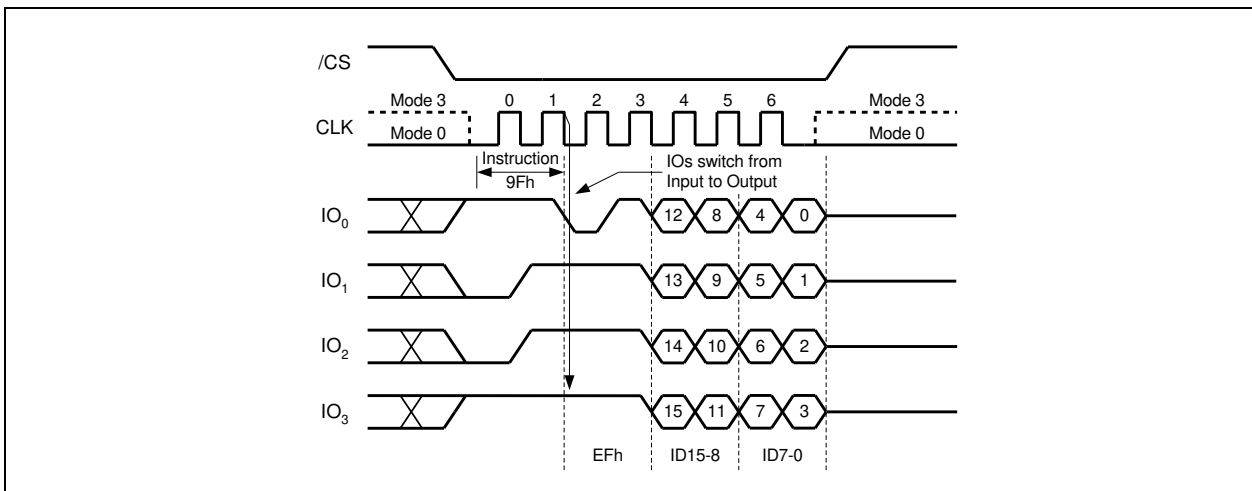 /CS
Mode 3 0 1 2 3 4 5 6 Mode 3
CLK
Mode 0 Mode 0
Instruction
9Fh
IOs switch from
Input to Output
IO0 12 8 4 0
IO1 13 9 5 1
IO2 14 10 6 2
IO3 15 11 7 3
EFh ID15-8 ID7-0